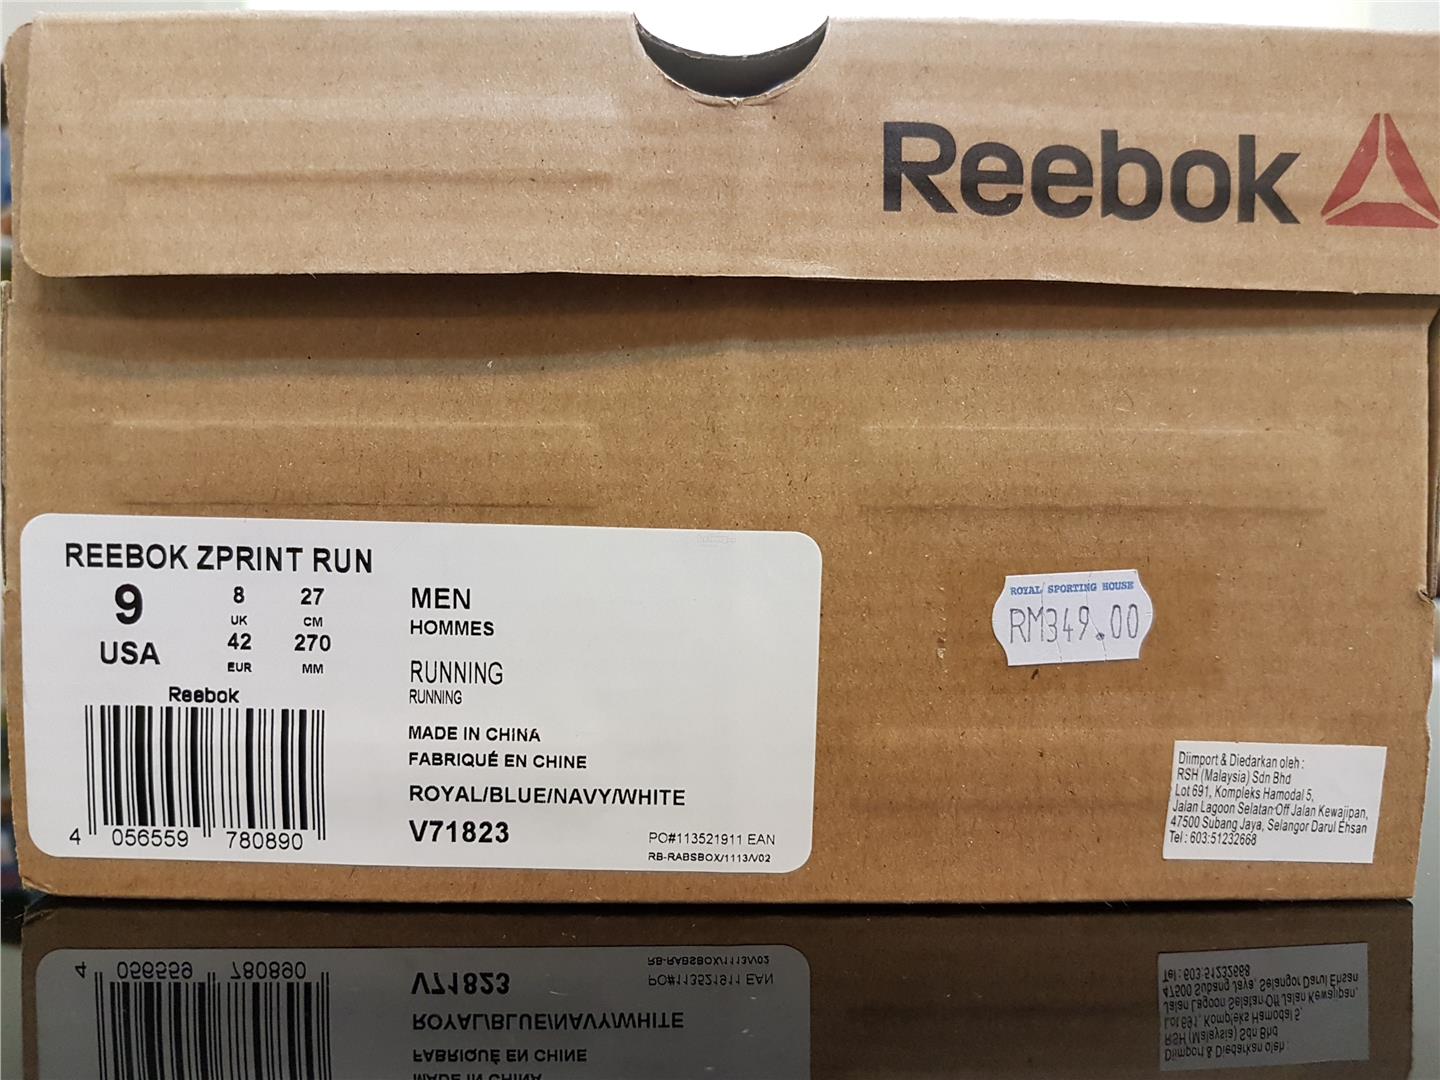 Reebok
REEBOK ZPRINT RUN
9
USA
8
UK
42
EUR
27
CM
270
MM
Reebok
4 056559 780890
MEN
HOMMES
RUNNING
RUNNING
MADE IN CHINA
FABRIQUÉ EN CHINE
ROYAL/BLUE/NAVY/WHITE
V71823
PO#113521911 EAN
RB-RABSBOX/1113/V02
ROYAL SPORTING HOUSE
RM349.00
Diimport & Diedarkan oleh :
RSH (Malaysia) Sdn Bhd
Lot 691, Kompleks Hamodal 5,
Jalan Lagoon Selatan Off Jalan Kewajipan,
47500 Subang Jaya, Selangor Darul Ehsan
Tel : 603.51232668